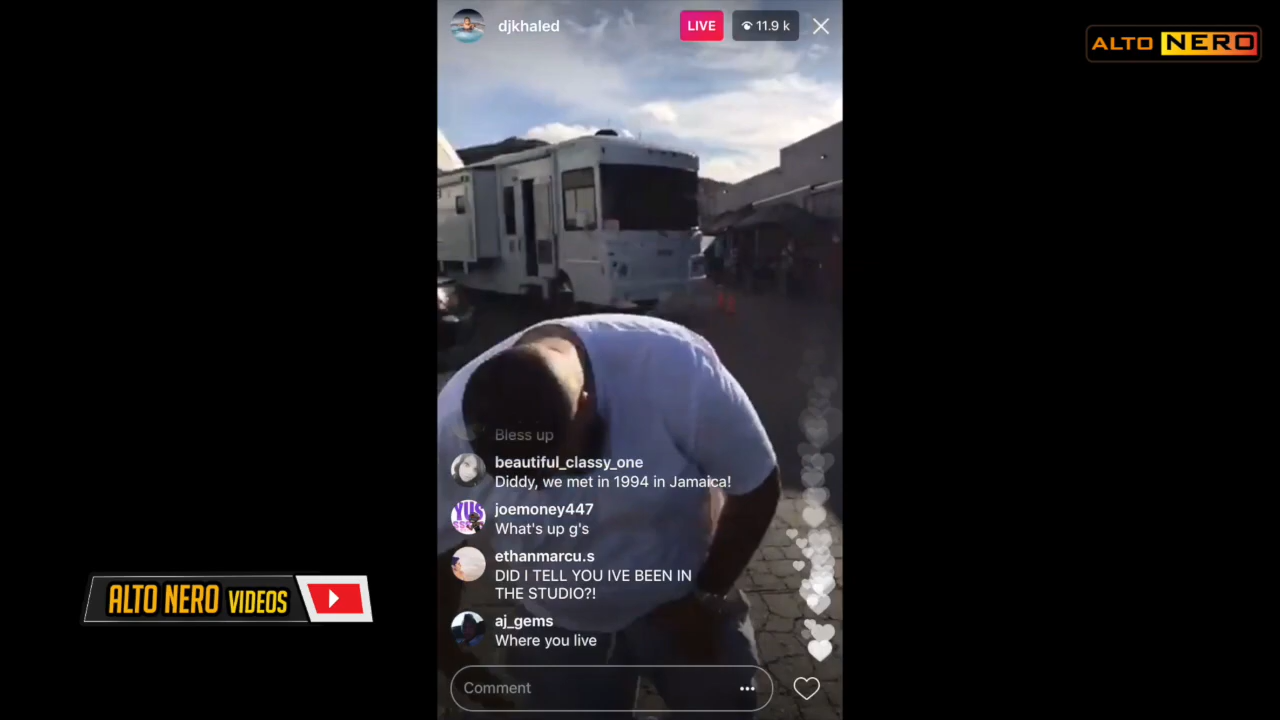 djkhaled
LIVE
11.9 k
ALTO NERO
Bless up
beautiful_classy_one
Diddy, we met in 1994 in Jamaica!
joemoney447
What's up g's
ethanmarcu.s
DID I TELL YOU IVE BEEN IN
THE STUDIO?!
aj_gems
Where you live
ALTO NERO VIDEOS
Comment